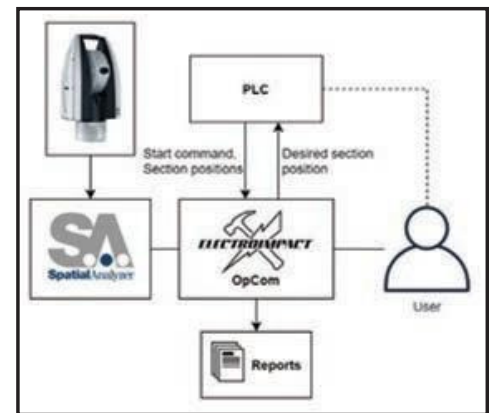 PLC
Start command,
Section positions
Desired section
position
SA
SpatialAnalyzer
ELECTROIMPACT
OpCom
User
Reports